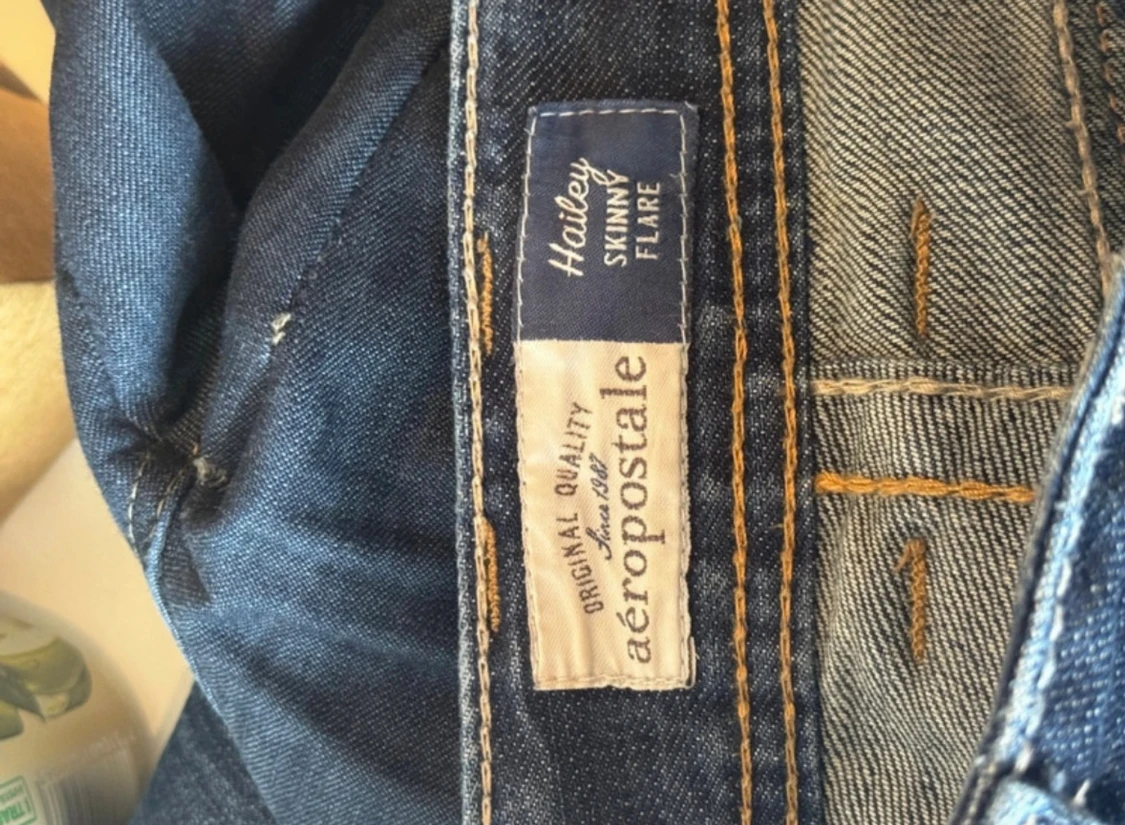 ORIGINAL QUALITY
Since 1987
aéropostale
Hailey
SKINNY
FLARE